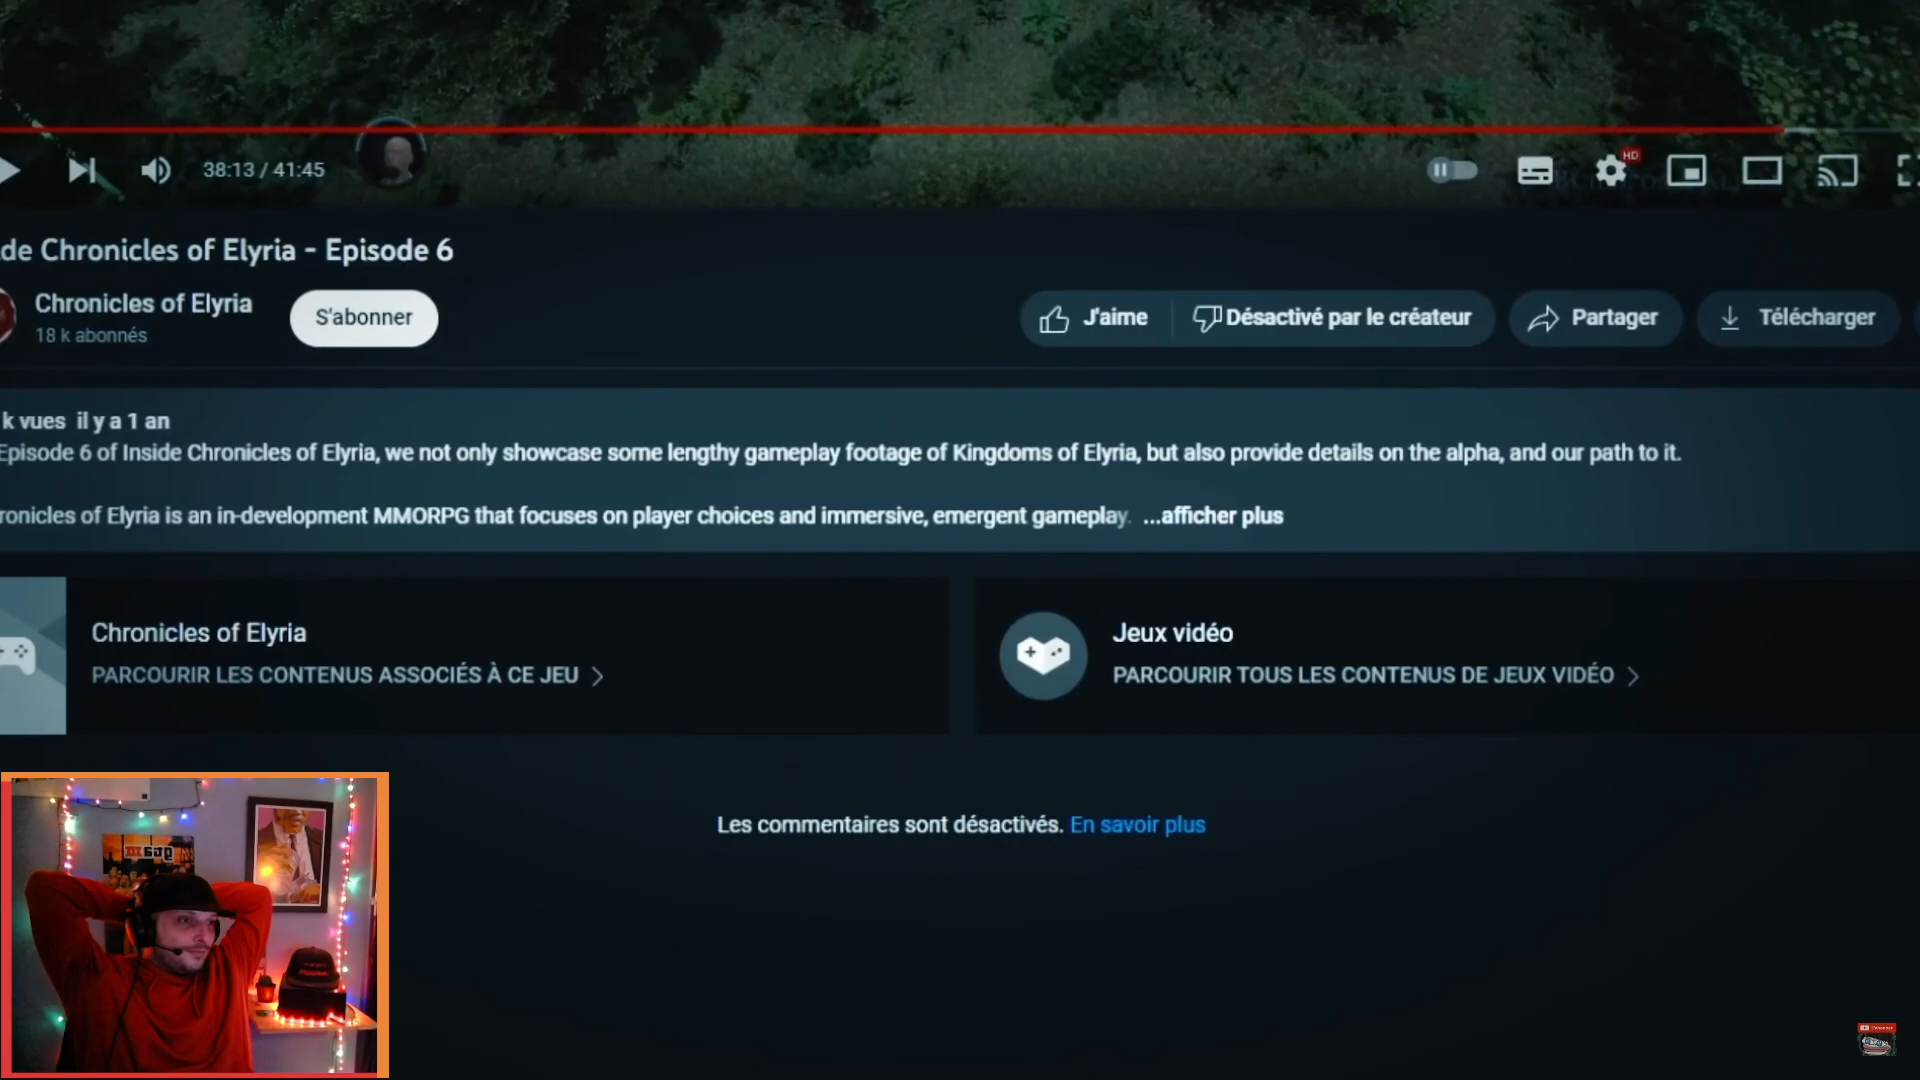 HD
38:13 / 41:45
de Chronicles of Elyria - Episode 6
Chronicles of Elyria
18 k abonnés
S'abonner
J'aime
Désactivé par le créateur
Partager
Télécharger
k vues il y a 1 an
Episode 6 of Inside Chronicles of Elyria, we not only showcase some lengthy gameplay footage of Kingdoms of Elyria, but also provide details on the alpha, and our path to it.
ronicles of Elyria is an in-development MMORPG that focuses on player choices and immersive, emergent gameplay. ...afficher plus
Chronicles of Elyria
PARCOURIR LES CONTENUS ASSOCIÉS À CE JEU
Jeux vidéo
PARCOURIR TOUS LES CONTENUS DE JEUX VIDÉO
Les commentaires sont désactivés. En savoir plus